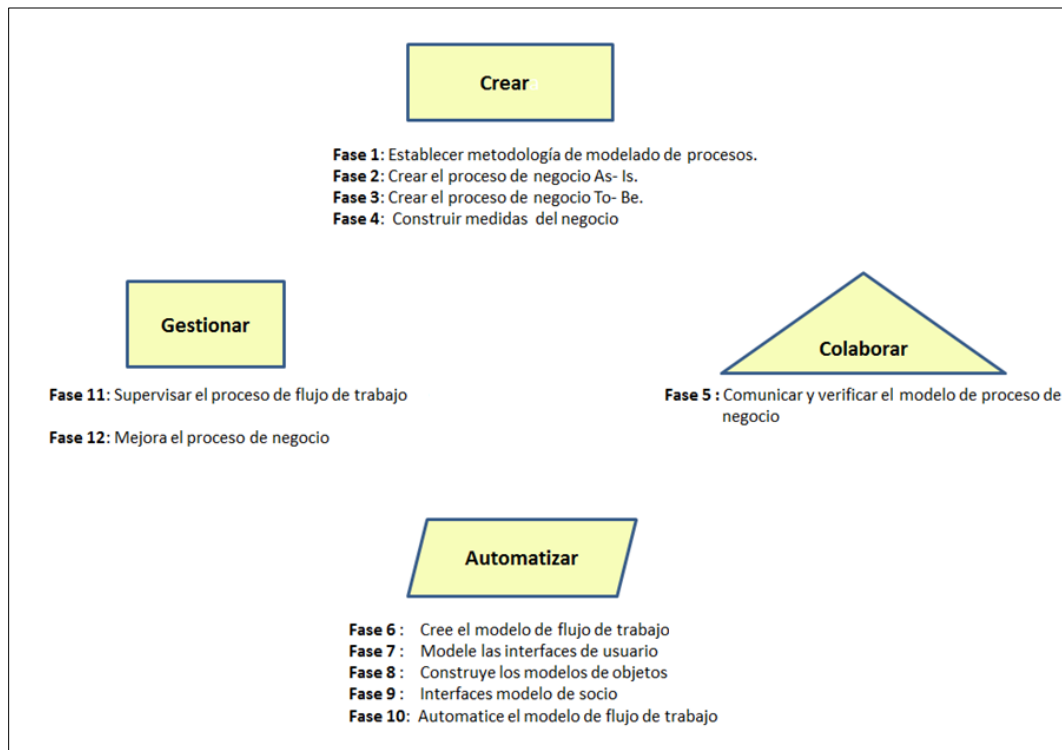 Crear
Fase 1: Establecer metodología de modelado de procesos.
Fase 2: Crear el proceso de negocio As- Is.
Fase 3: Crear el proceso de negocio To- Be.
Fase 4:  Construir medidas  del negocio
Gestionar
Fase 11: Supervisar el proceso de flujo de trabajo
Fase 12: Mejora el proceso de negocio
Colaborar
Fase 5 : Comunicar y verificar el modelo de proceso de
negocio
Automatizar
Fase 6 :   Cree el modelo de flujo de trabajo
Fase 7 :   Modele las interfaces de usuario
Fase 8 :   Construye los modelos de objetos
Fase 9 :   Interfaces modelo de socio
Fase 10:  Automatice el modelo de flujo de trabajo